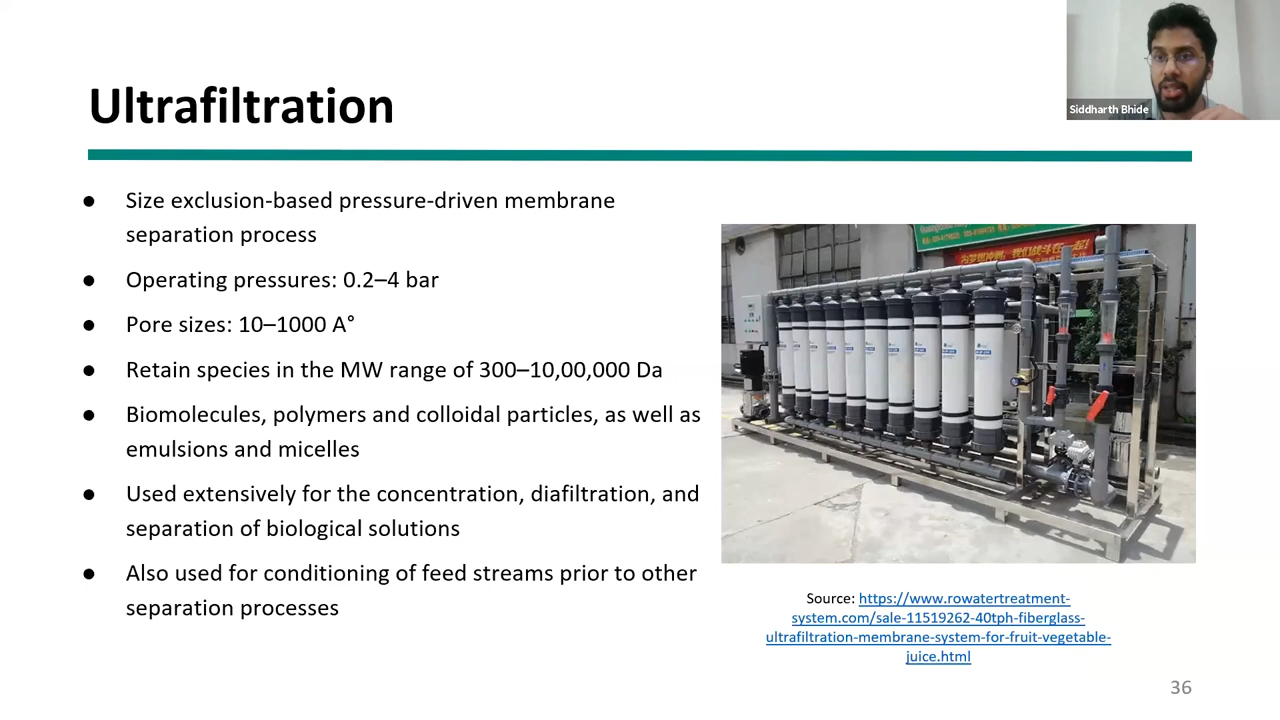 Siddharth Bhide
Ultrafiltration
● Size exclusion-based pressure-driven membrane
separation process
● Operating pressures: 0.2–4 bar
● Pore sizes: 10–1000 A°
● Retain species in the MW range of 300–10,00,000 Da
● Biomolecules, polymers and colloidal particles, as well as
emulsions and micelles
● Used extensively for the concentration, diafiltration, and
separation of biological solutions
● Also used for conditioning of feed streams prior to other
separation processes
Source: https://www.rowatertreatment-
system.com/sale-11519262-40tph-fiberglass-
ultrafiltration-membrane-system-for-fruit-vegetable-
juice.html
36